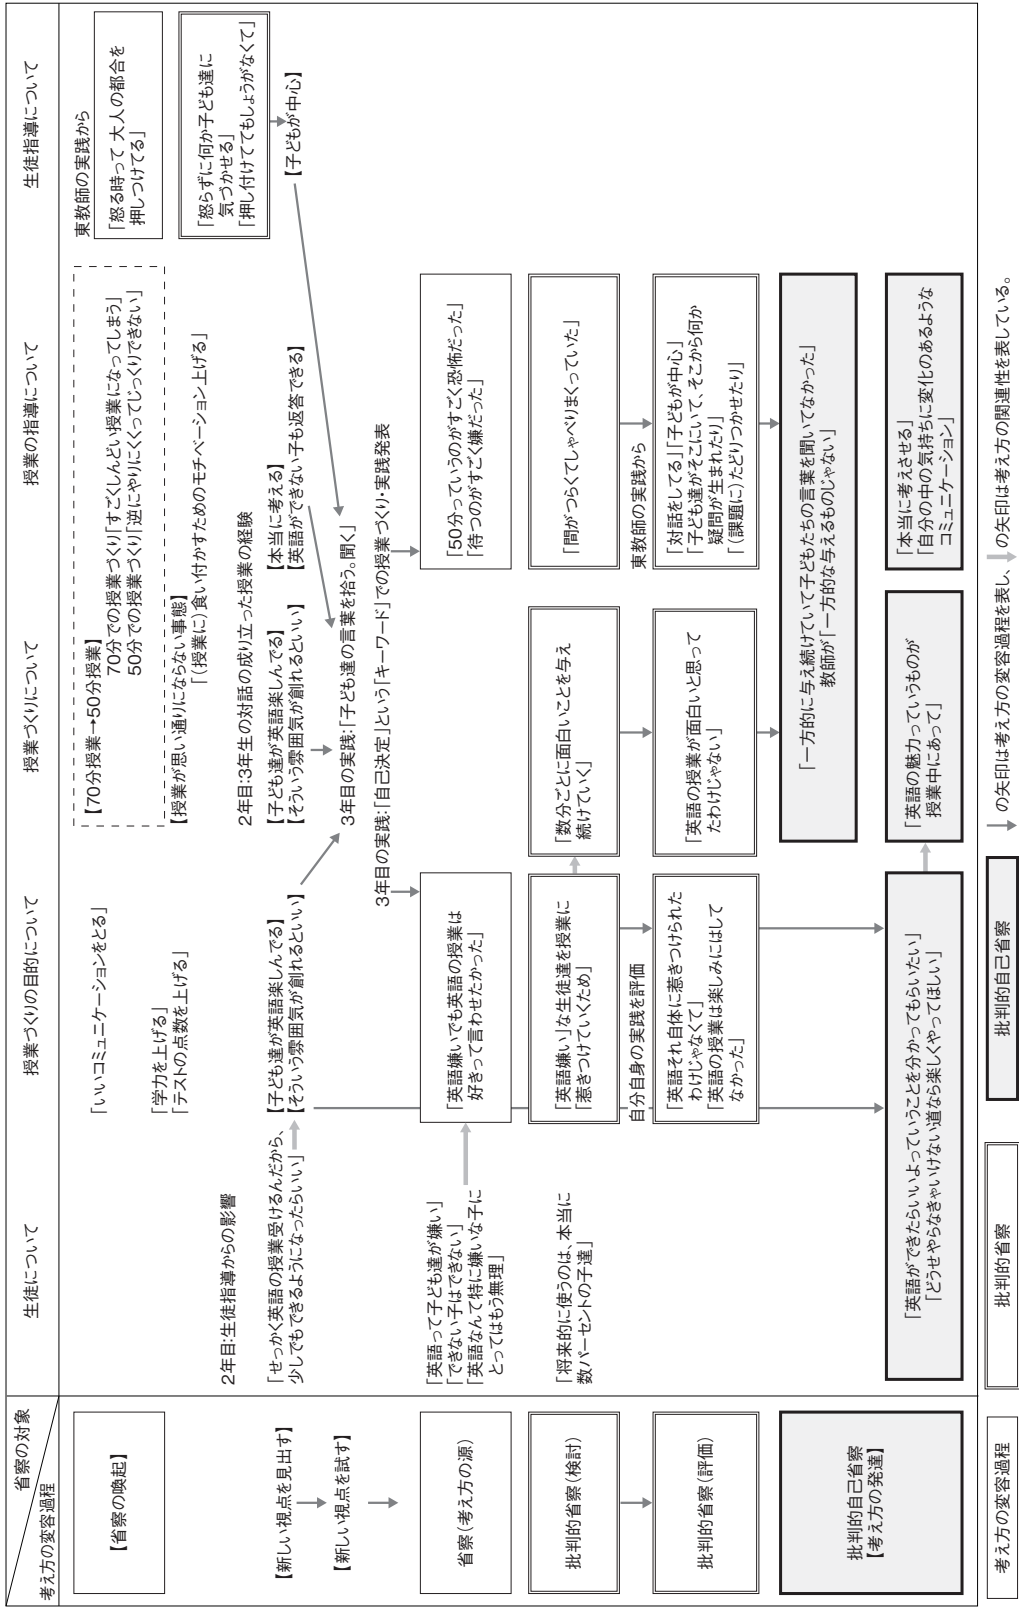 省察の対象
考え方の変容過程
生徒について
授業づくりの目的について
授業づくりについて
授業の指導について
生徒指導について
【省察の喚起】
「いいコミュニケーションをとる」
「学力を上げる」
「テストの点数を上げる」
【70分授業→50分授業】
70分での授業づくり「すごくしんどい授業になってしまう」
50分での授業づくり「逆にやりにくくってじっくりできない」
【授業が思い通りにならない事態】
「(授業に)食い付かすためのモチベーション上げる」
東教師の実践から
「怒る時って 大人の都合を
押しつけてる」
「怒らずに何か子ども達に
気づかせる」
「押し付けててもしょうがなくて」
【子どもが中心】
2年目:生徒指導からの影響
2年目:3年生の対話の成り立った授業の経験
【新しい視点を見出す】
「せっかく英語の授業受けるんだから、
少しでもできるようになったらいい」
【子ども達が英語楽しんでる】
【そういう雰囲気が創れるといい】
【子ども達が英語楽しんでる】
【そういう雰囲気が創れるといい】
【本当に考える】
【英語ができない子も返答できる】
【新しい視点を試す】
3年目の実践:「子ども達の言葉を拾う。聞く」
3年目の実践:「自己決定」という「キーワード」での授業づくり・実践発表
省察(考え方の源)
「英語って子ども達が嫌い」
「できない子はできない」
「英語なんて特に嫌いな子に
とってはもう無理」
「英語嫌いでも英語の授業は
好きって言わせたかった」
「50分っていうのがすごく恐怖だった」
「待つのがすごく嫌だった」
批判的省察(検討)
「将来的に使うのは、本当に
数パーセントの子達」
「英語嫌い」な生徒達を授業に
「惹きつけていくため」
「数分ごとに面白いことを与え
続けていく」
「間がつらくてしゃべりまくっていた」
自分自身の実践を評価
東教師の実践から
批判的省察(評価)
「英語それ自体に惹きつけられた
わけじゃなくて」
「英語の授業は楽しみにはして
なかった」
「英語の授業が面白いと思って
たわけじゃない」
「対話をしてる」「子どもが中心」
「子ども達がそこにいて、そこから何か
疑問が生まれたり」
「(課題に)たどりつかせたり」
批判的自己省察
【考え方の発達】
「一方的に与え続けていて子どもたちの言葉を聞いてなかった」
教師が「一方的な与えるものじゃない」
「英語ができたらいいよっていうことを分かってもらいたい」
「どうせやらなきゃいけない道なら楽しくやってほしい」
「英語の魅力っていうものが
授業中にあって」
「本当に考えさせる」
「自分の中の気持ちに変化のあるような
コミュニケーション」
考え方の変容過程
批判的省察
批判的自己省察
→の矢印は考え方の変容過程を表し、→の矢印は考え方の関連性を表している。